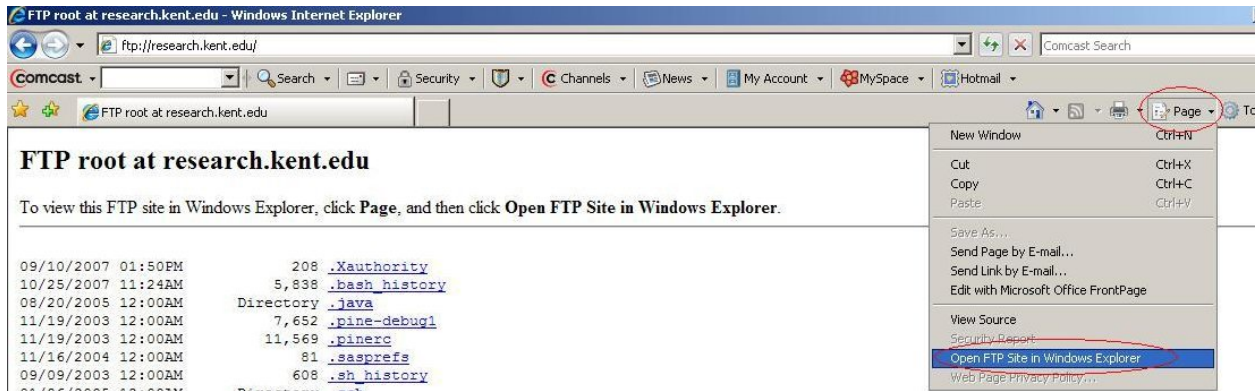 FTP root at research.kent.edu - Windows Internet Explorer
ftp://research.kent.edu/ Comcast Search
comcast. Search Security Channels News My Account MySpace Hotmail
FTP root at research.kent.edu Page
FTP root at research.kent.edu
To view this FTP site in Windows Explorer, click Page, and then click Open FTP Site in Windows Explorer.
09/10/2007 01:50PM 208 .Xauthority
10/25/2007 11:24AM 5,838 .bash_history
08/20/2005 12:00AM Directory .java
11/19/2003 12:00AM 7,652 .pine-debug1
11/19/2003 12:00AM 11,569 .pinerc
11/16/2004 12:00AM 81 .sasprefs
09/09/2003 12:00AM 608 .sh_history
New Window Ctrl+N
Cut Ctrl+X
Copy Ctrl+C
Paste Ctrl+V
Save As...
Send Page by E-mail...
Send Link by E-mail...
Edit with Microsoft Office FrontPage
View Source
Security Report
Open FTP Site in Windows Explorer
Web Page Privacy Policy...